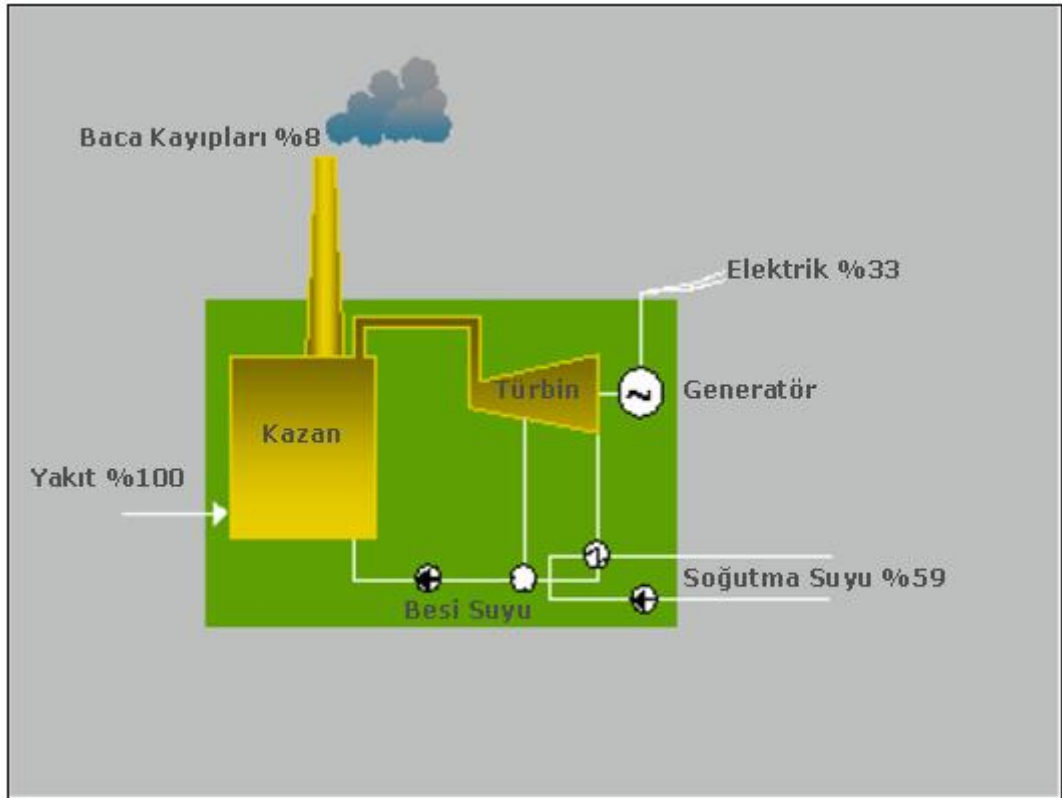 Baca Kayıpları %8
Elektrik %33
Türbin
Generatör
Kazan
Yakıt %100
Soğutma Suyu %59
Besi Suyu